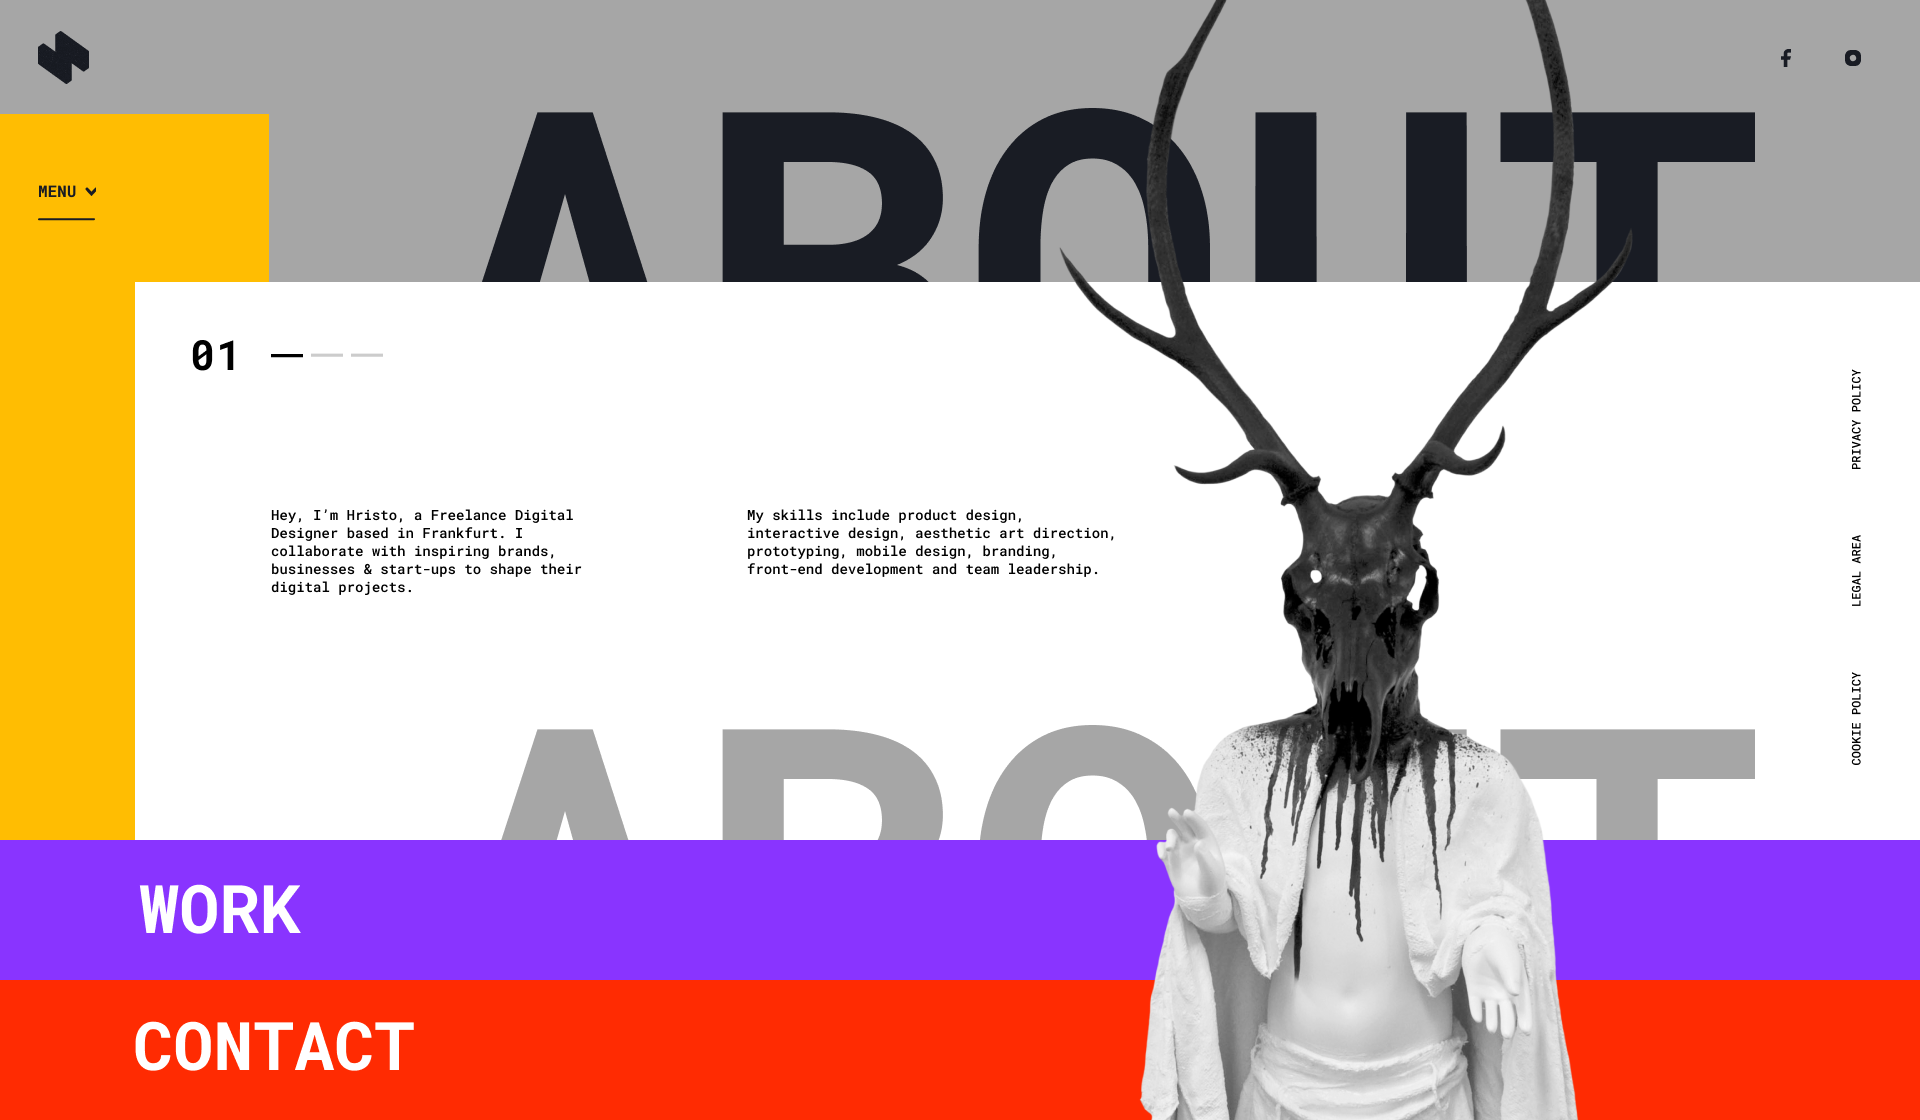 MENU
ABOUT
01
PRIVACY POLICY
Hey, I’m Hristo, a Freelance Digital
Designer based in Frankfurt. I
collaborate with inspiring brands,
businesses & start-ups to shape their
digital projects.
My skills include product design,
interactive design, aesthetic art direction,
prototyping, mobile design, branding,
front-end development and team leadership.
LEGAL AREA
COOKIE POLICY
ABOUT
WORK
CONTACT